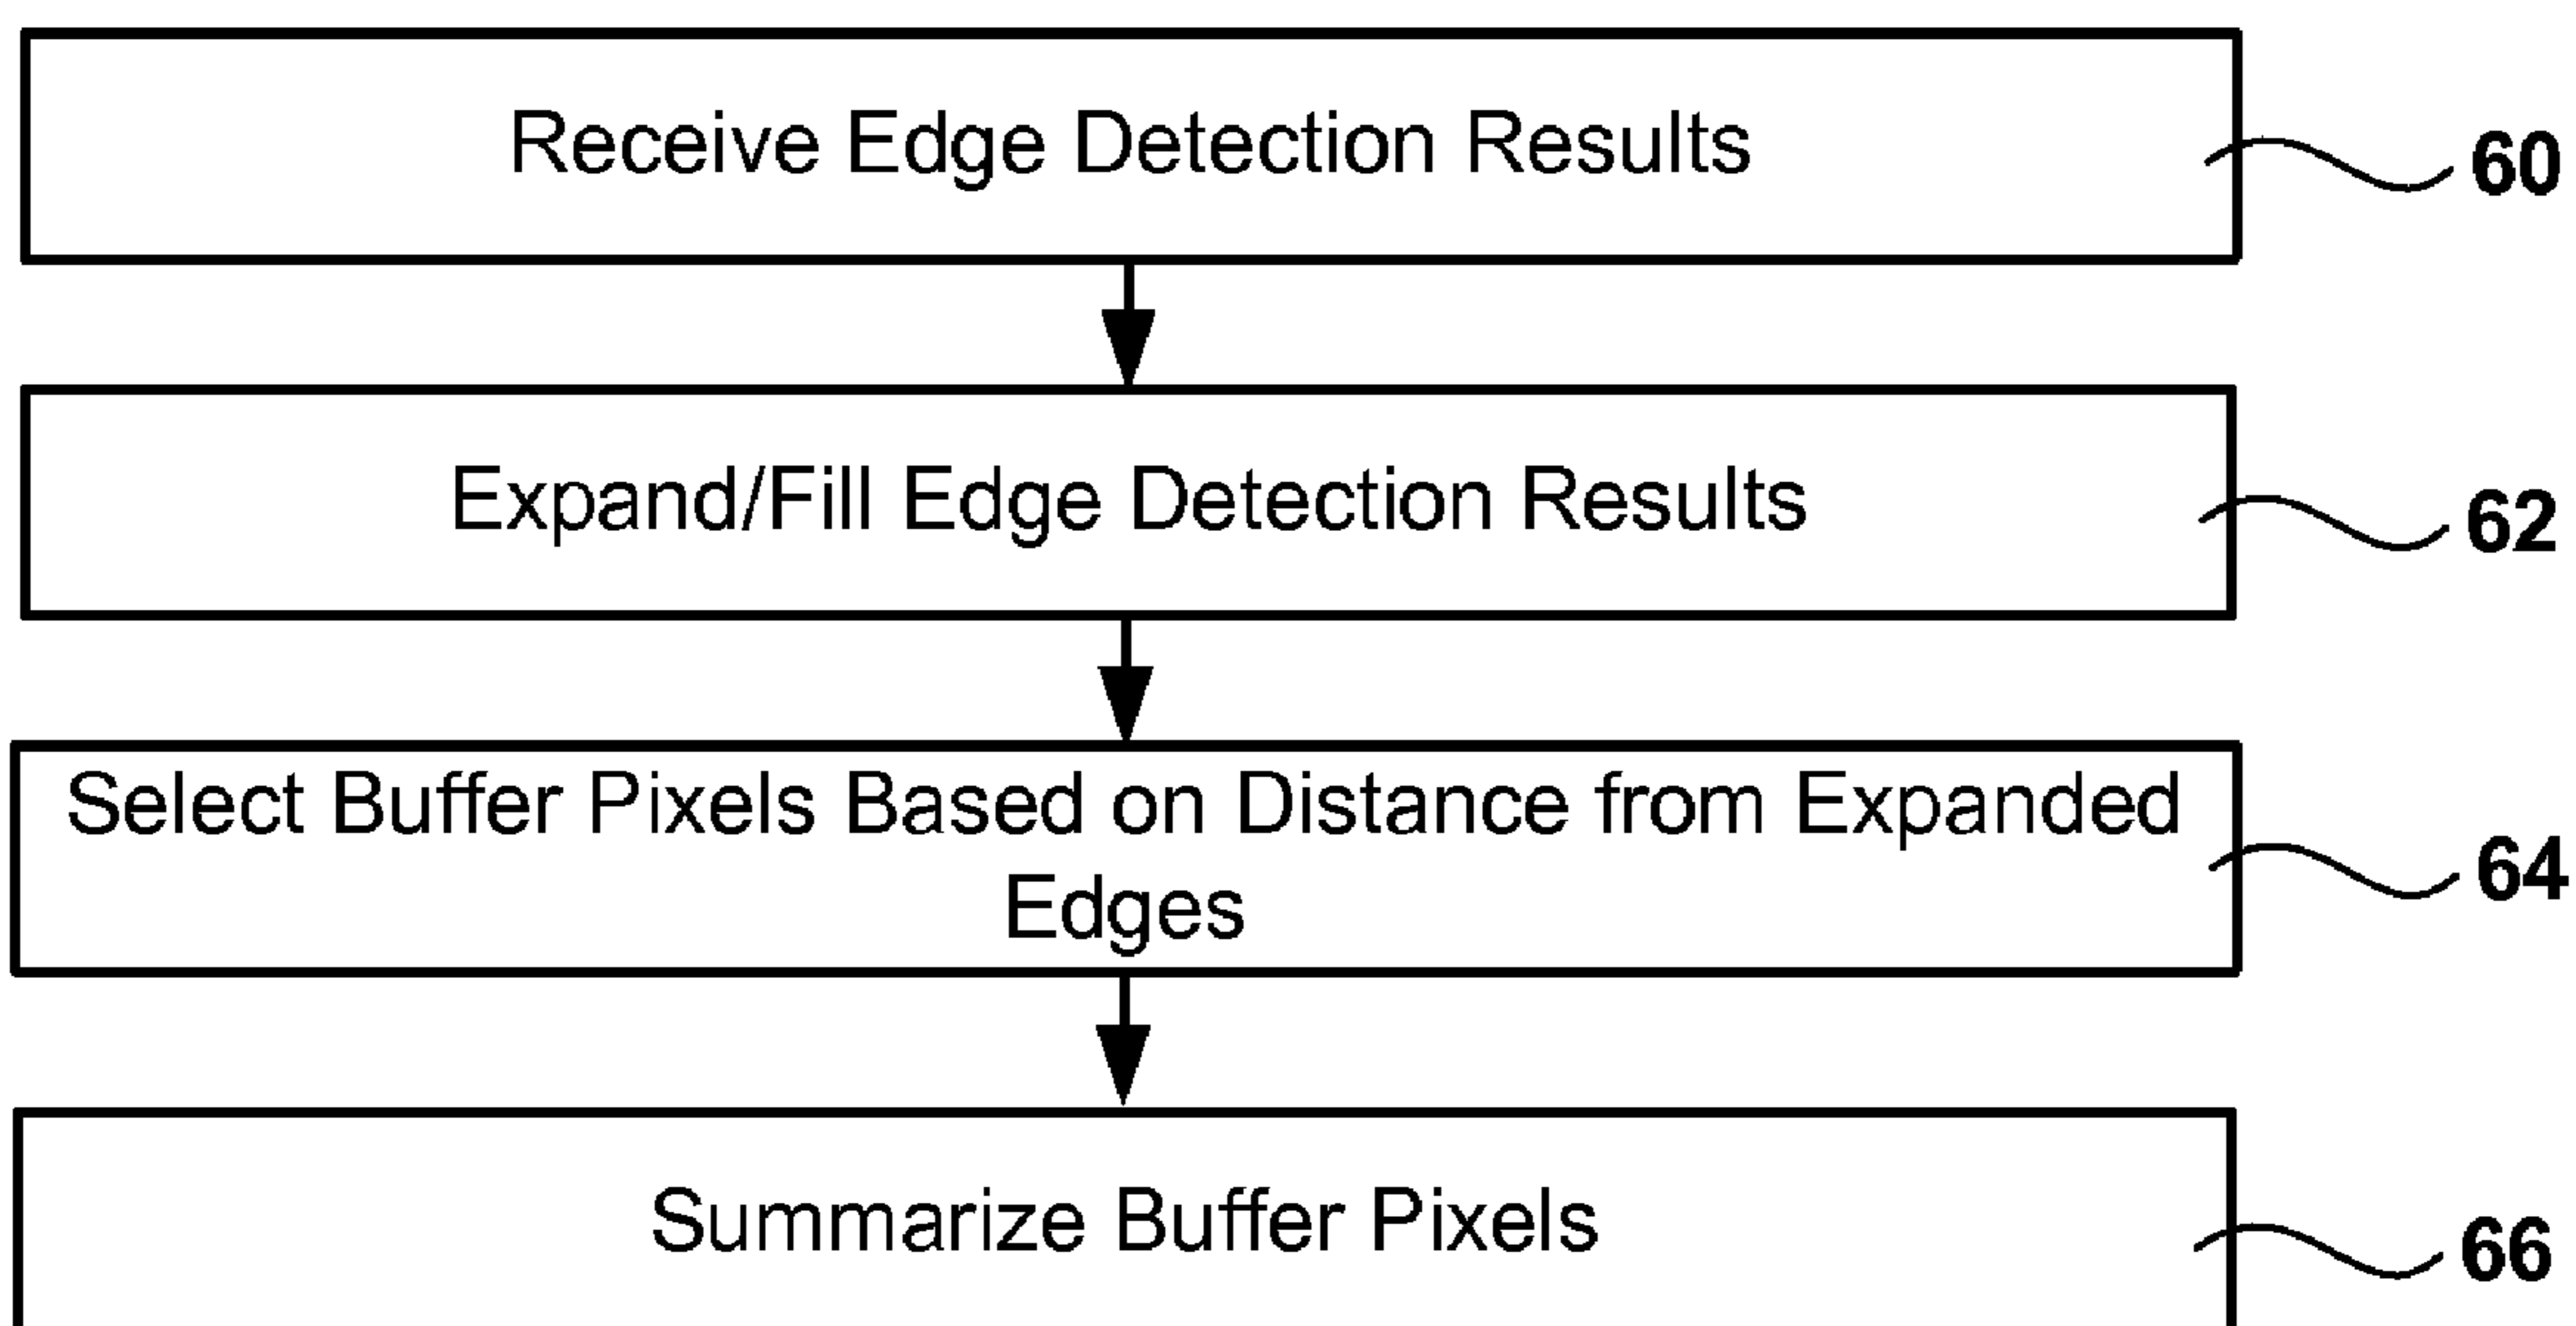 Receive Edge Detection Results
60
Expand/Fill Edge Detection Results
62
Select Buffer Pixels Based on Distance from Expanded
Edges
64
Summarize Buffer Pixels
66